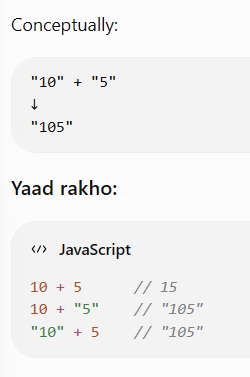 Conceptually:
"10" + "5"
↓
"105"
Yaad rakho:
</> JavaScript
10 + 5 // 15
10 + "5" // "105"
"10" + 5 // "105"